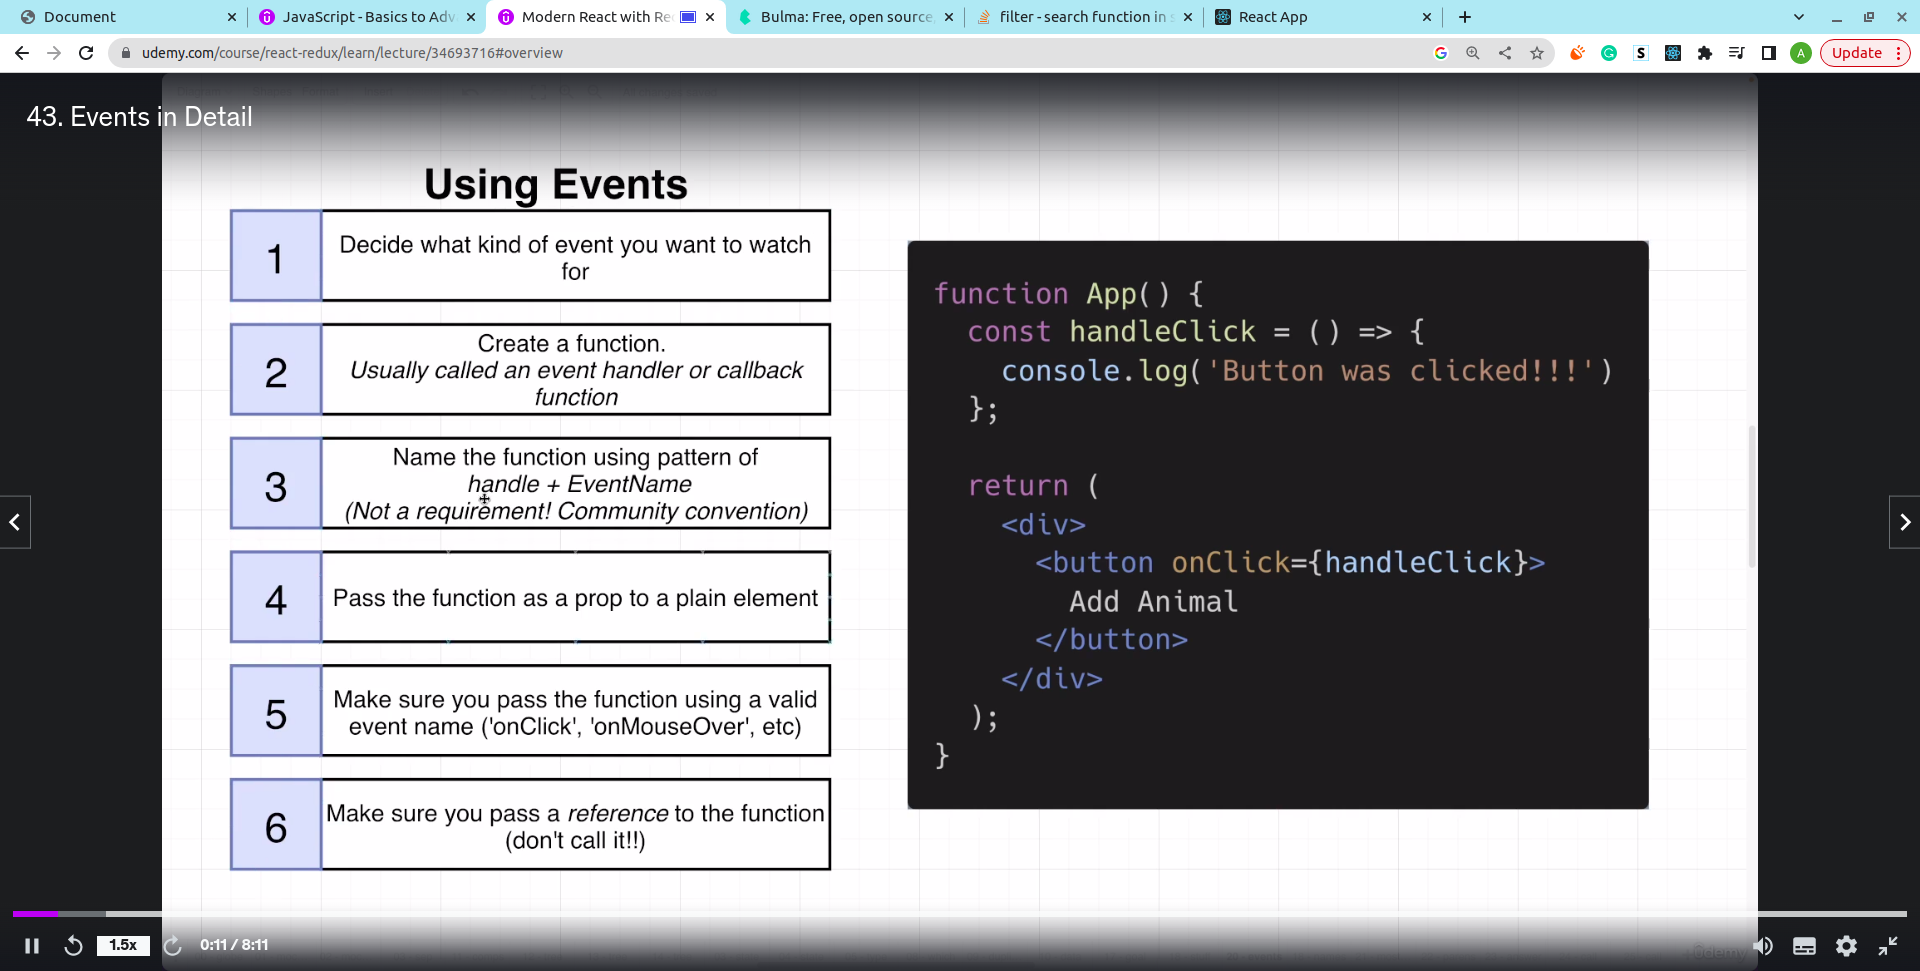 Document
JavaScript - Basics to Adv
Modern React with Re
Bulma: Free, open source,
filter - search function in s
React App
udemy.com/course/react-redux/learn/lecture/34693716#overview
A
Update
43. Events in Detail
Using Events
1
Decide what kind of event you want to watch
for
2
Create a function.
Usually called an event handler or callback
function
3
Name the function using pattern of
handle + EventName
(Not a requirement! Community convention)
4
Pass the function as a prop to a plain element
5
Make sure you pass the function using a valid
event name ('onClick', 'onMouseOver', etc)
6
Make sure you pass a reference to the function
(don't call it!!)
function App() {
const handleClick = () => {
console.log('Button was clicked!!!')
};
return (
<div>
<button onClick={handleClick}>
Add Animal
</button>
</div>
);
}
1.5x
0:11 / 8:11
Udemy